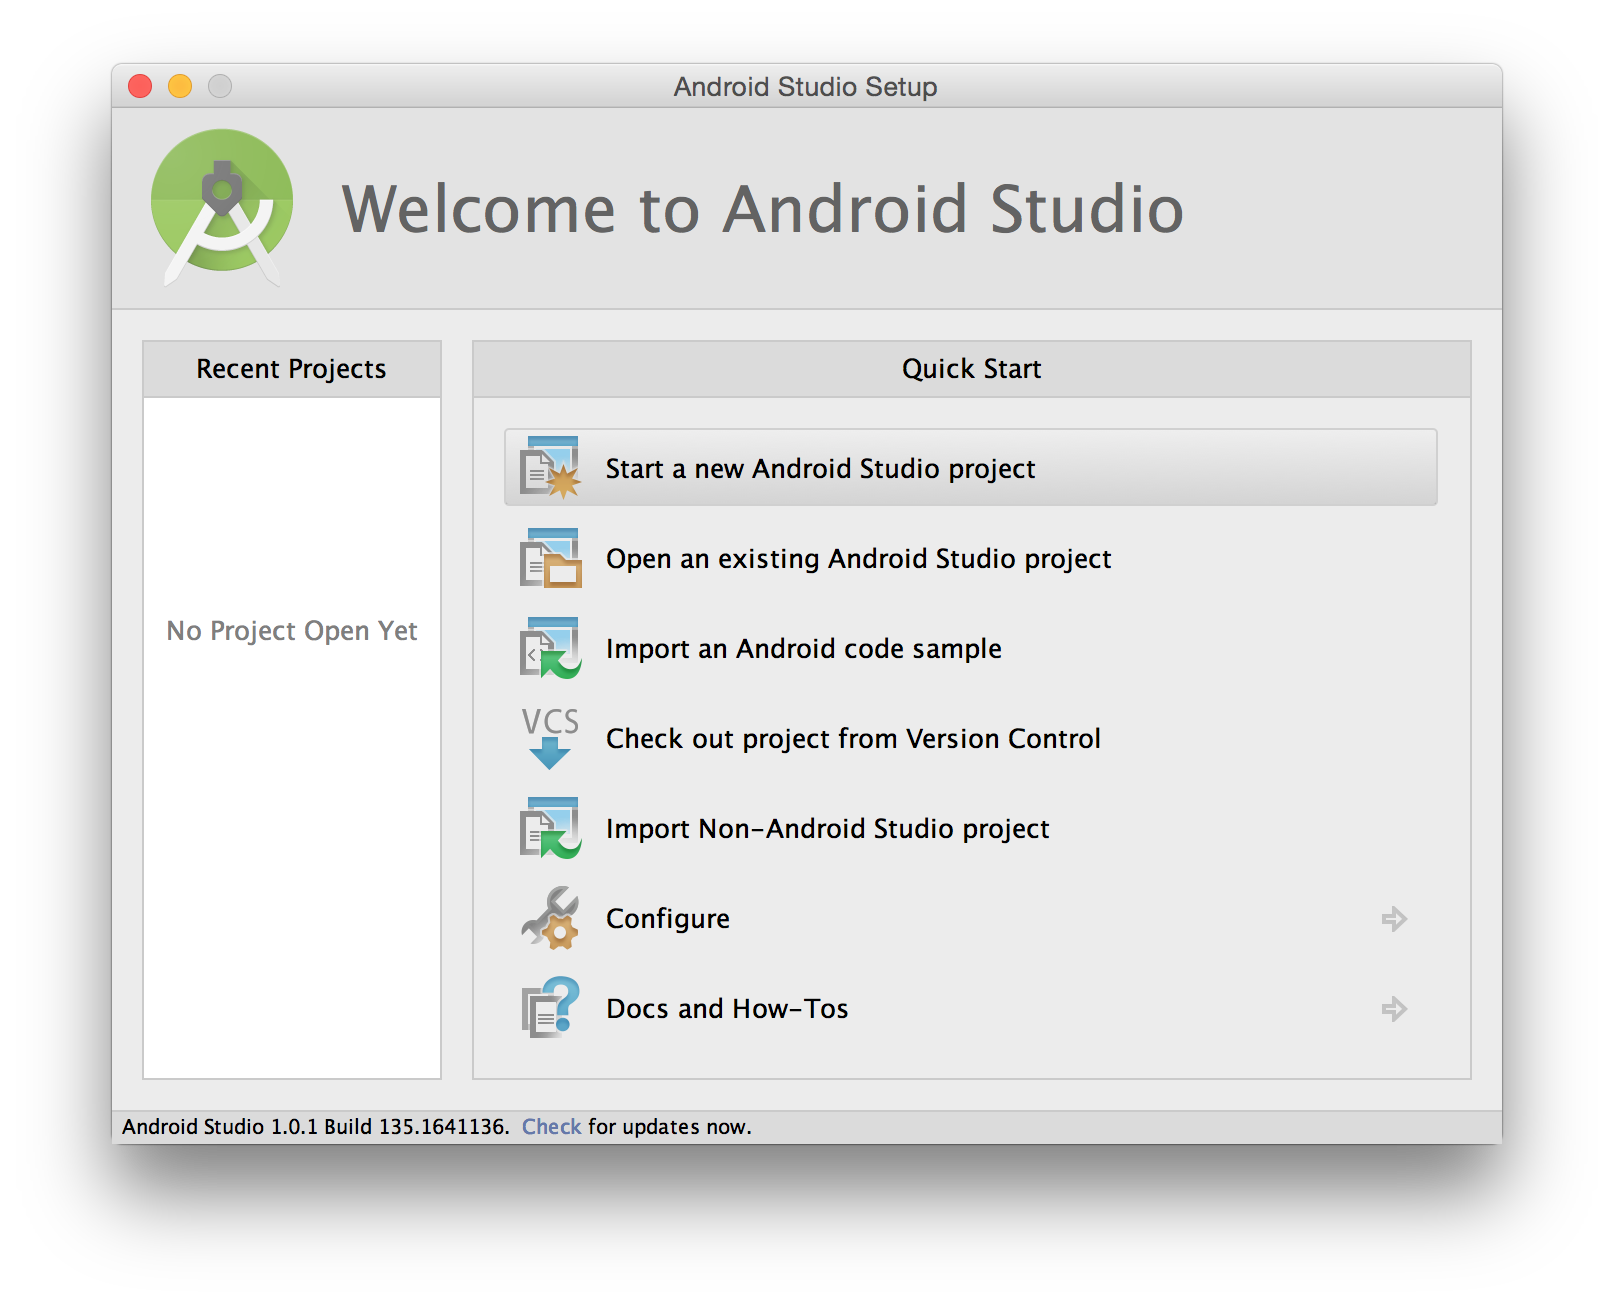 Android Studio Setup
Welcome to Android Studio
Recent Projects
No Project Open Yet
Quick Start
Start a new Android Studio project
Open an existing Android Studio project
Import an Android code sample
VCS
Check out project from Version Control
Import Non-Android Studio project
Configure
Docs and How-Tos
Android Studio 1.0.1 Build 135.1641136. Check for updates now.